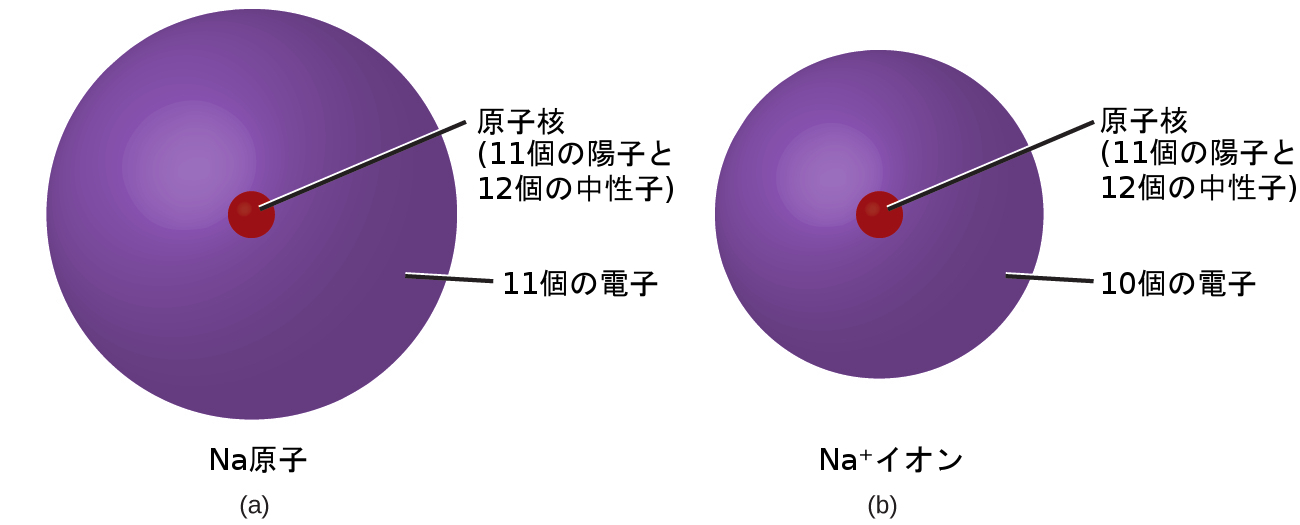 原子核
(11個の陽子と
12個の中性子)
11個の電子
Na原子
(a)
原子核
(11個の陽子と
12個の中性子)
10個の電子
Na⁺イオン
(b)